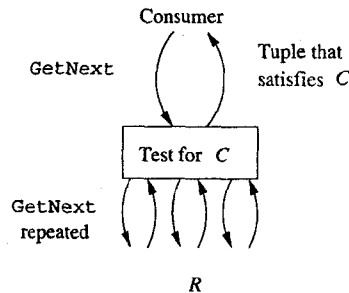 Consumer
GetNext
Tuple that
satisfies C
Test for C
GetNext
repeated
R